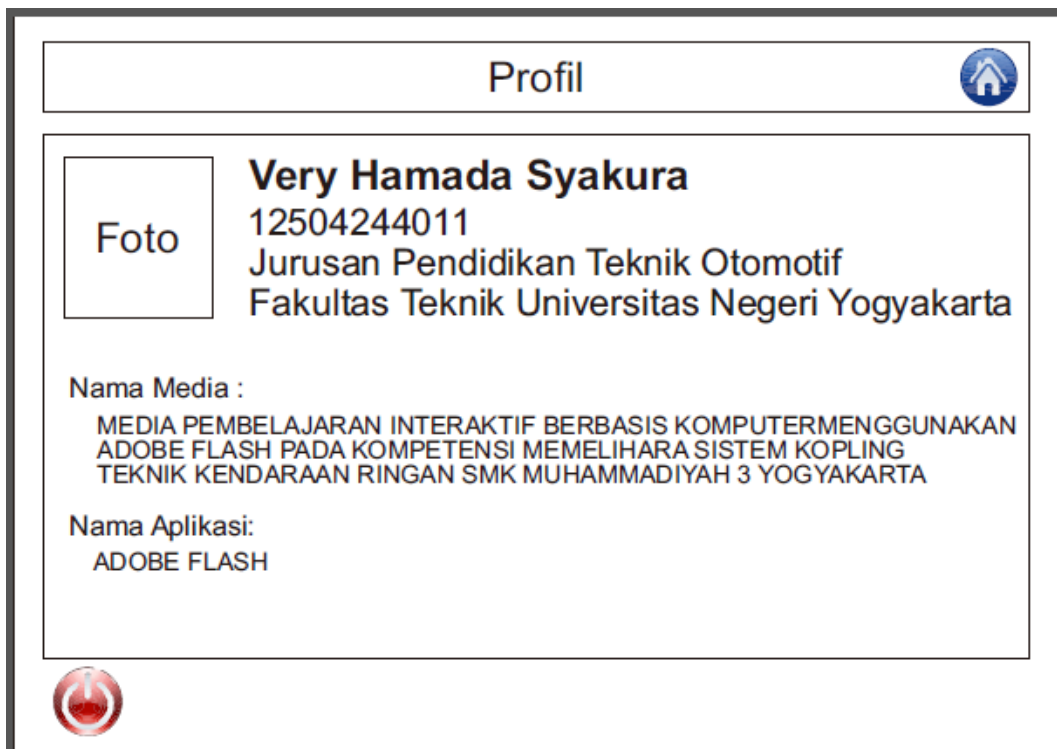 Profil
Foto
Very Hamada Syakura
12504244011
Jurusan Pendidikan Teknik Otomotif
Fakultas Teknik Universitas Negeri Yogyakarta
Nama Media :
MEDIA PEMBELAJARAN INTERAKTIF BERBASIS KOMPUTERMENGGUNAKAN
ADOBE FLASH PADA KOMPETENSI MEMELIHARA SISTEM KOPLING
TEKNIK KENDARAAN RINGAN SMK MUHAMMADIYAH 3 YOGYAKARTA
Nama Aplikasi:
ADOBE FLASH